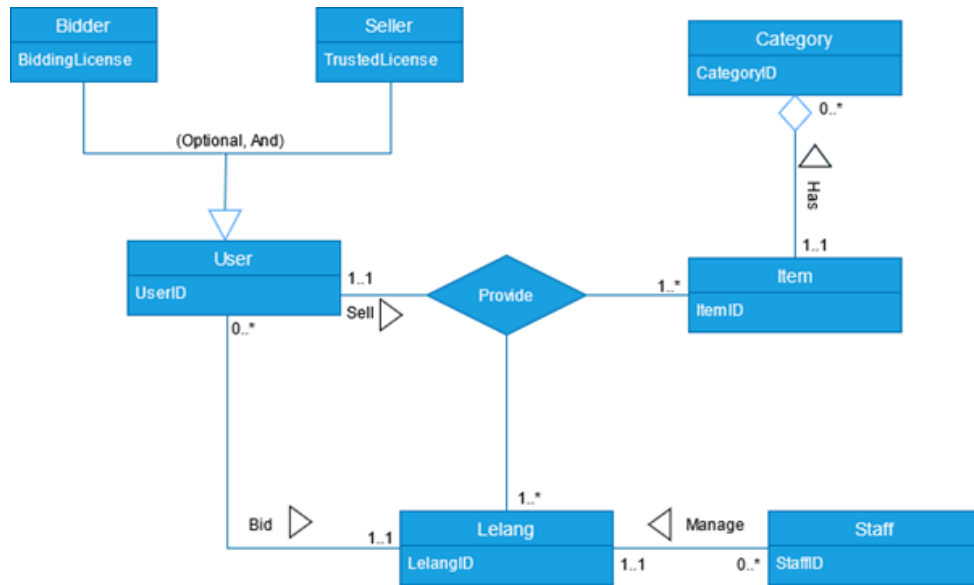 Bidder
BiddingLicense
Seller
TrustedLicense
Category
CategoryID
0..*
(Optional, And)
Has
1..1
User
UserID
1..1
Sell
Provide
1..*
Item
ItemID
0..*
1..*
Bid
1..1
Lelang
LelangID
Manage
1..1
0..*
Staff
StaffID